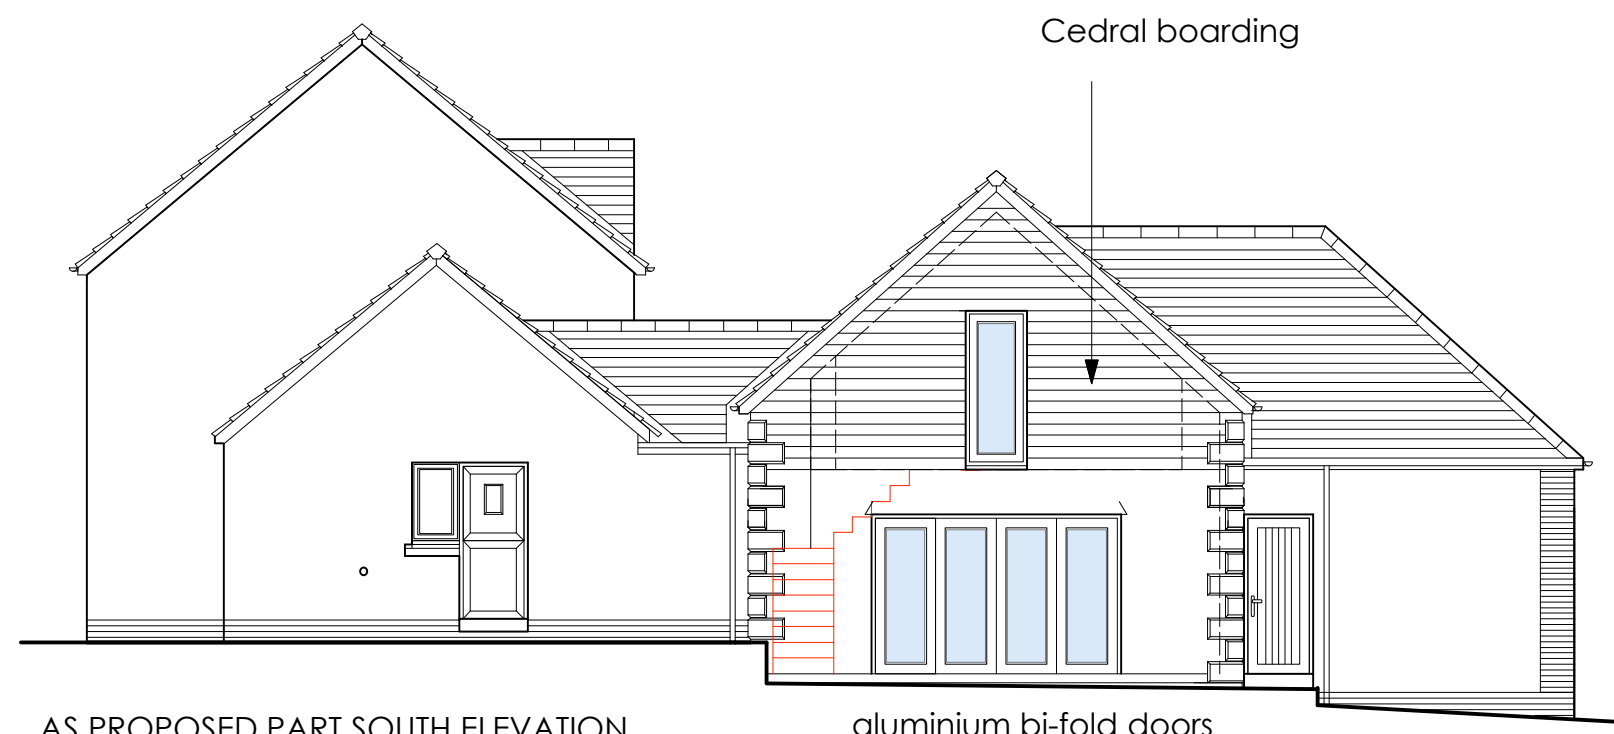 Cedral boarding
AS PROPOSED PART SOUTH ELEVATION
aluminium bi-fold doors